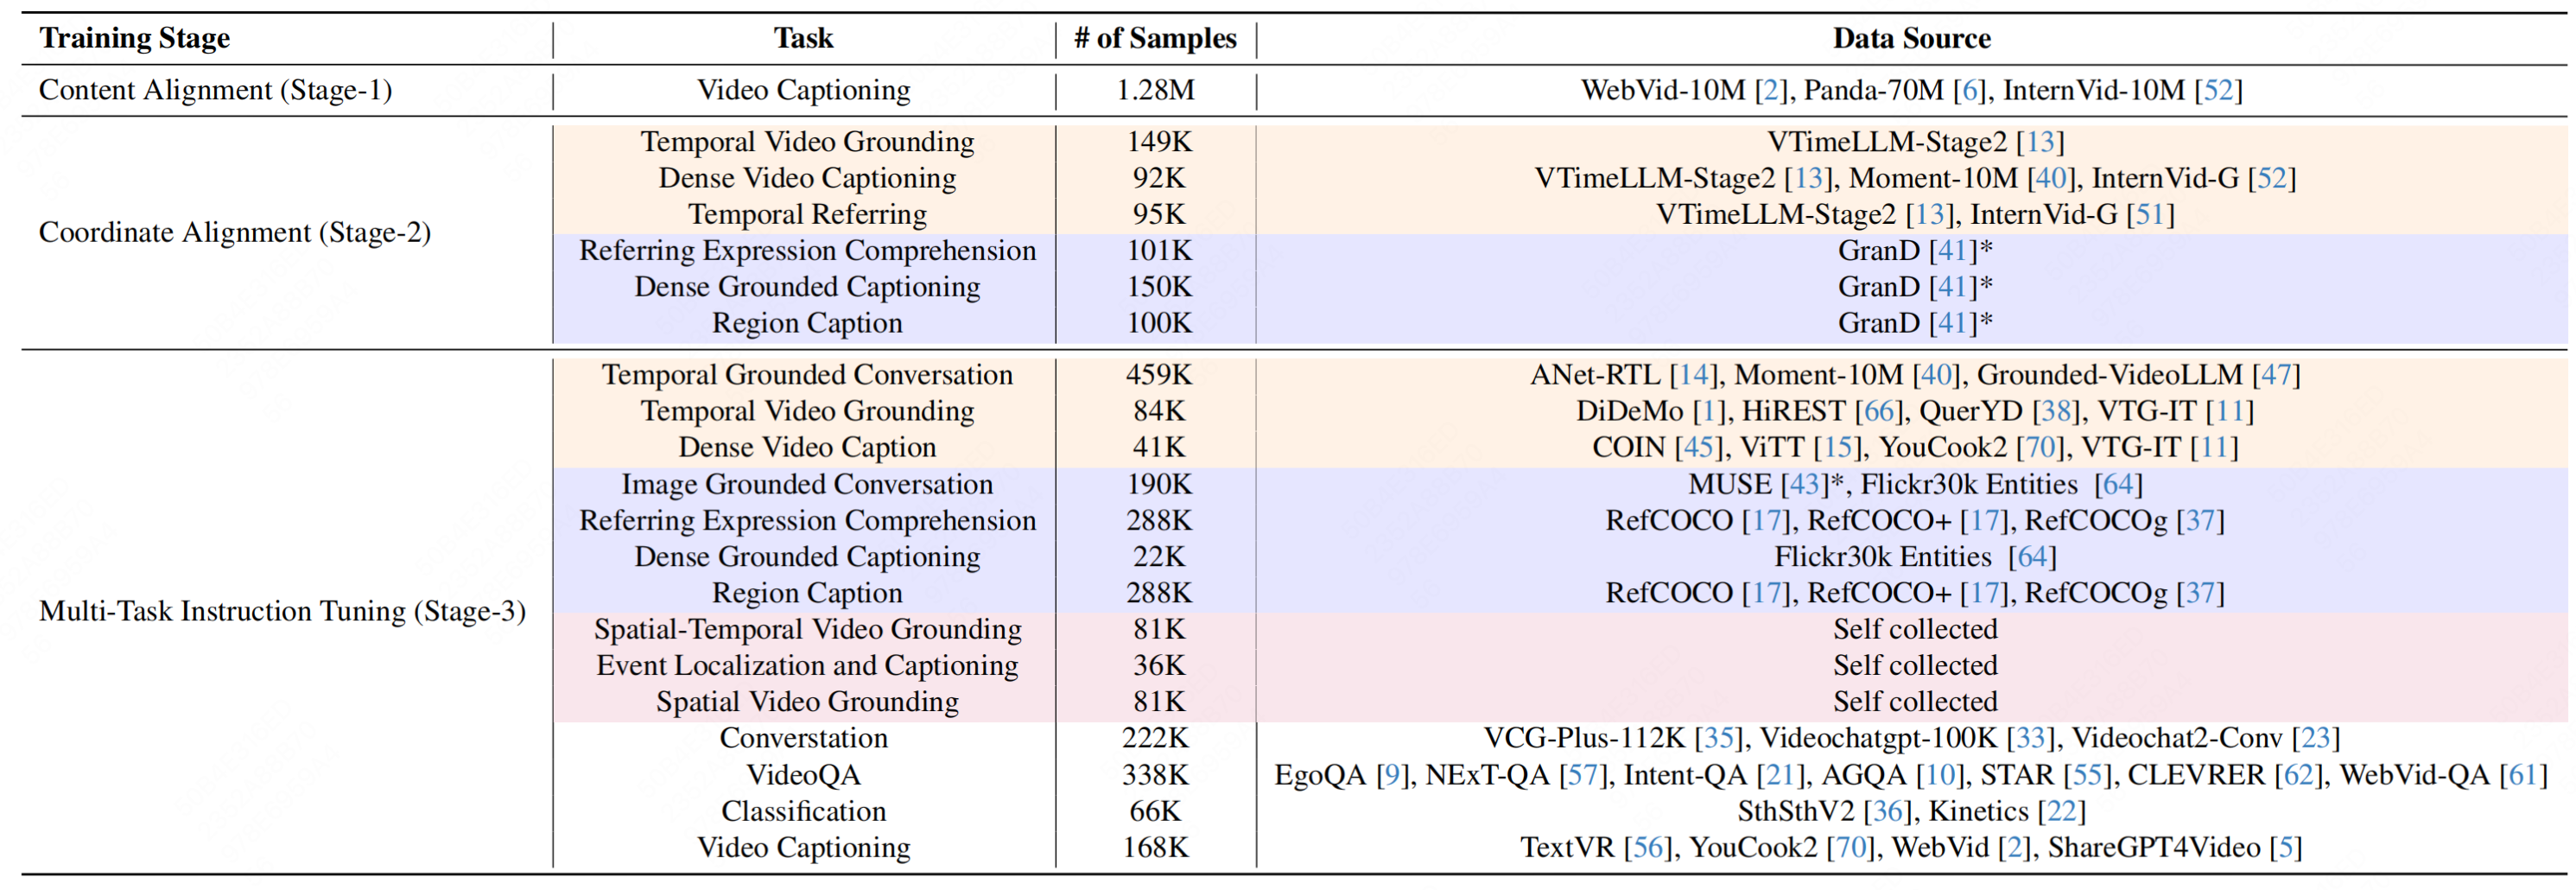 Training Stage Task # of Samples Data Source
Content Alignment (Stage-1) Video Captioning 1.28M WebVid-10M [2], Panda-70M [6], InternVid-10M [52]
Temporal Video Grounding 149K VTimeLLM-Stage2 [13]
Dense Video Captioning 92K VTimeLLM-Stage2 [13], Moment-10M [40], InternVid-G [52]
Temporal Referring 95K VTimeLLM-Stage2 [13], InternVid-G [51]
Coordinate Alignment (Stage-2)
Referring Expression Comprehension 101K GranD [41]*
Dense Grounded Captioning 150K GranD [41]*
Region Caption 100K GranD [41]*
Temporal Grounded Conversation 459K ANet-RTL [14], Moment-10M [40], Grounded-VideoLLM [47]
Temporal Video Grounding 84K DiDeMo [1], HiREST [66], QuerYD [38], VTG-IT [11]
Dense Video Caption 41K COIN [45], ViTT [15], YouCook2 [70], VTG-IT [11]
Image Grounded Conversation 190K MUSE [43]*, Flickr30k Entities [64]
Referring Expression Comprehension 288K RefCOCO [17], RefCOCO+ [17], RefCOCOg [37]
Dense Grounded Captioning 22K Flickr30k Entities [64]
Region Caption 288K RefCOCO [17], RefCOCO+ [17], RefCOCOg [37]
Multi-Task Instruction Tuning (Stage-3)
Spatial-Temporal Video Grounding 81K Self collected
Event Localization and Captioning 36K Self collected
Spatial Video Grounding 81K Self collected
Converstation 222K VCG-Plus-112K [35], Videochatgpt-100K [33], Videochat2-Conv [23]
VideoQA 338K EgoQA [9], NExT-QA [57], Intent-QA [21], AGQA [10], STAR [55], CLEVRER [62], WebVid-QA [61]
Classification 66K SthSthV2 [36], Kinetics [22]
Video Captioning 168K TextVR [56], YouCook2 [70], WebVid [2], ShareGPT4Video [5]